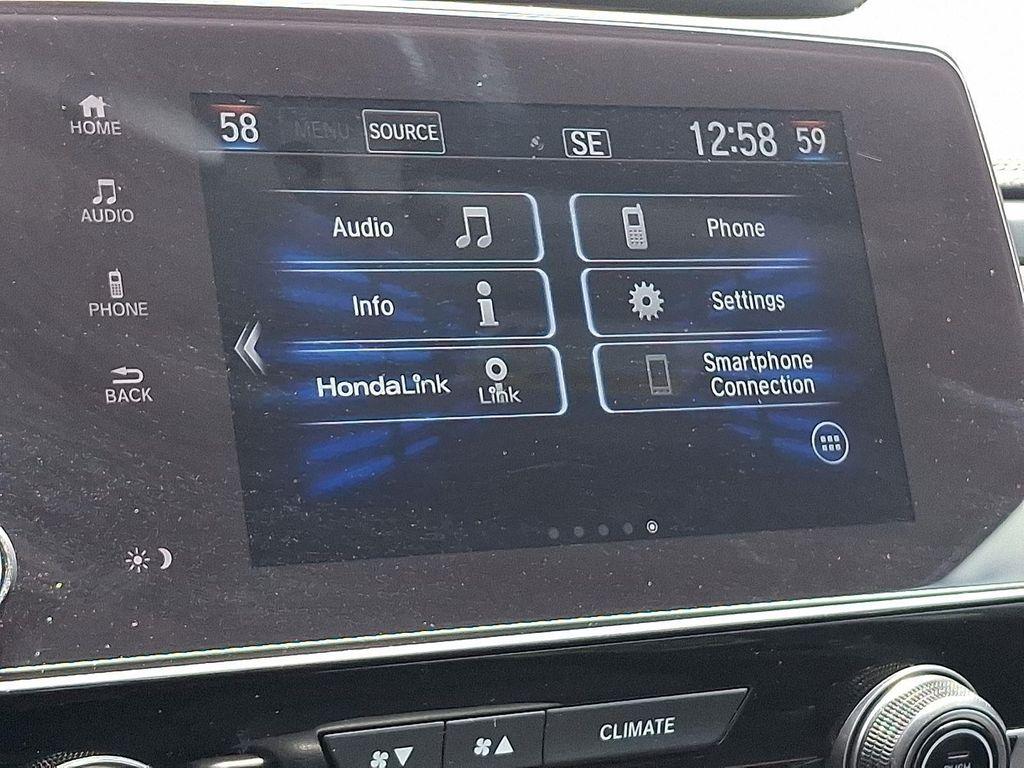 58 MENU SOURCE SE 12:58 59
HOME
AUDIO
PHONE
BACK
Audio
Phone
Info
Settings
HondaLink
Link
Smartphone
Connection
CLIMATE
PUSH